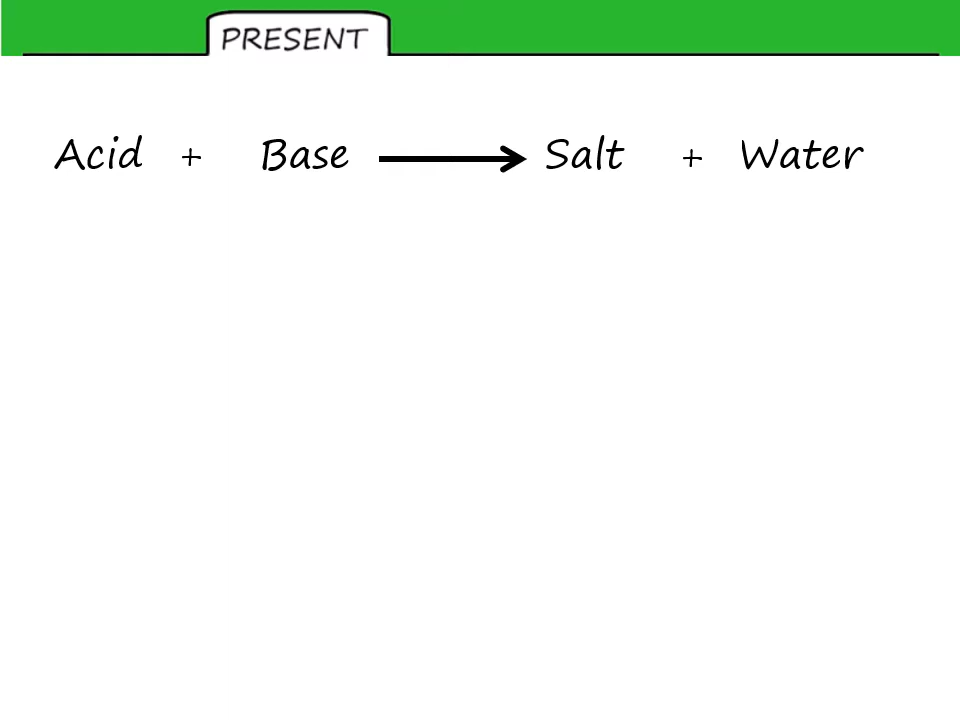 PRESENT
Acid + Base → Salt + Water